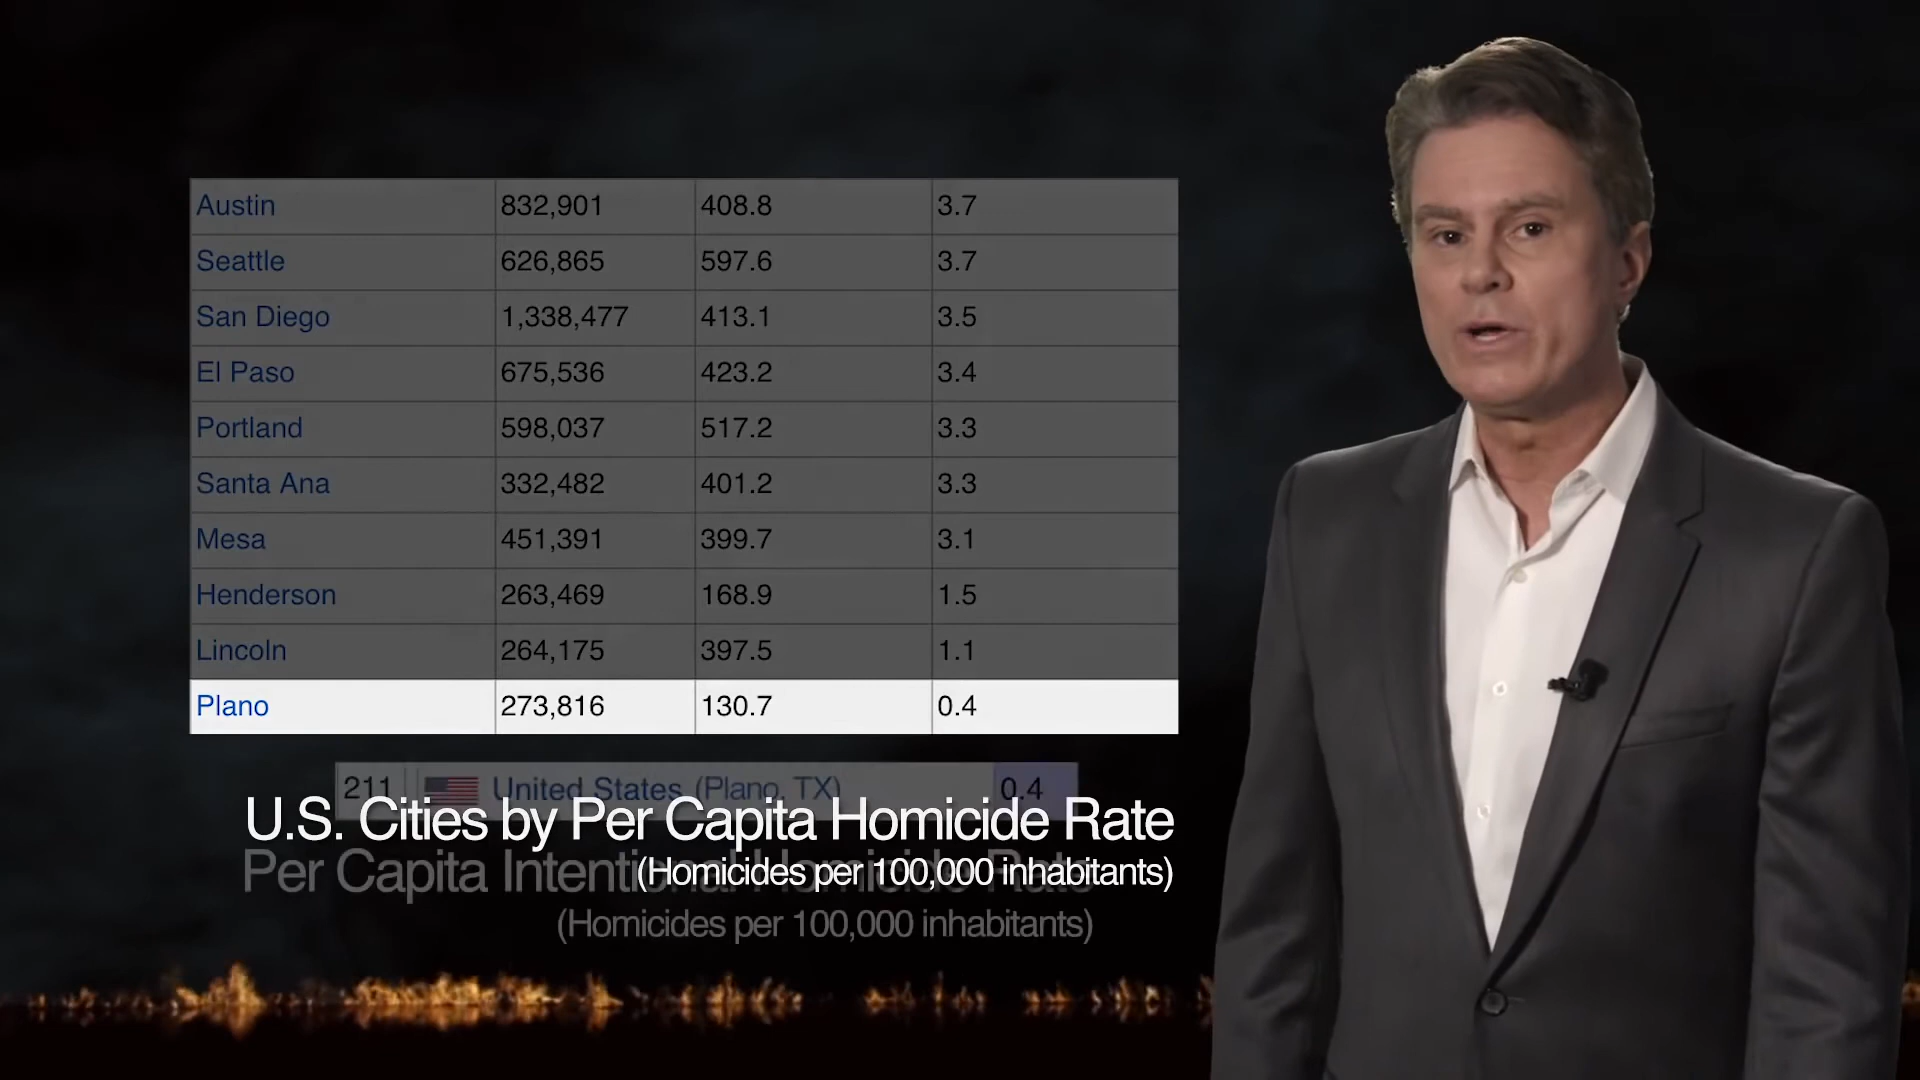 Austin 832,901 408.8 3.7
Seattle 626,865 597.6 3.7
San Diego 1,338,477 413.1 3.5
El Paso 675,536 423.2 3.4
Portland 598,037 517.2 3.3
Santa Ana 332,482 401.2 3.3
Mesa 451,391 399.7 3.1
Henderson 263,469 168.9 1.5
Lincoln 264,175 397.5 1.1
Plano 273,816 130.7 0.4
211 United States (Plano, TX) 0.4
U.S. Cities by Per Capita Homicide Rate
Per Capita Intentional Homicide Rate
(Homicides per 100,000 inhabitants)
(Homicides per 100,000 inhabitants)